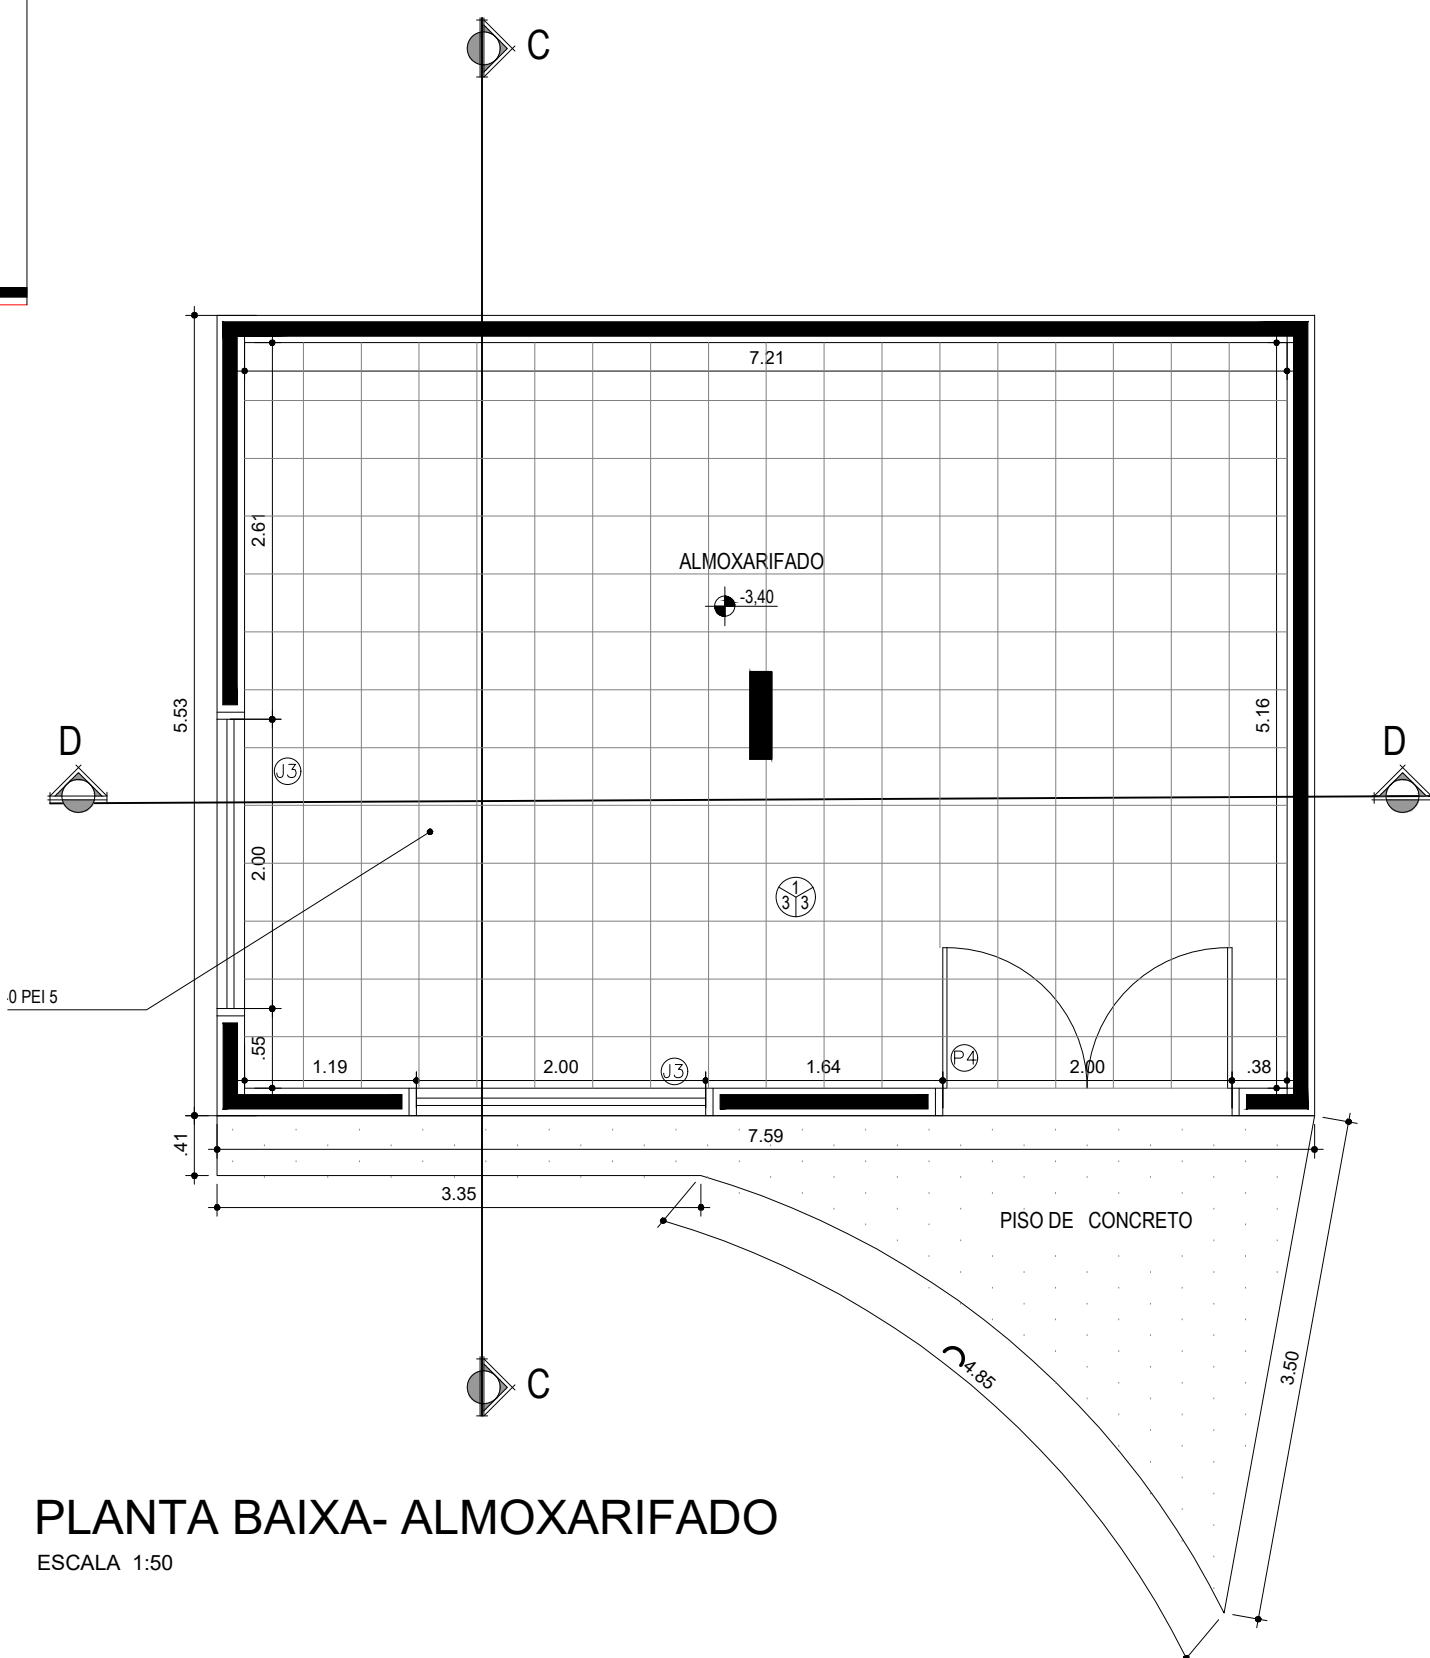 C
7.21
2.61
ALMOXARIFADO
-3,40
5.53
5.16
D
D
J3
2.00
1
3 3
0 PEI 5
.55
1.19
2.00
J3
1.64
P4
2.00
.38
.41
7.59
3.35
PISO DE CONCRETO
4.85
3.50
C
PLANTA BAIXA- ALMOXARIFADO
ESCALA 1:50